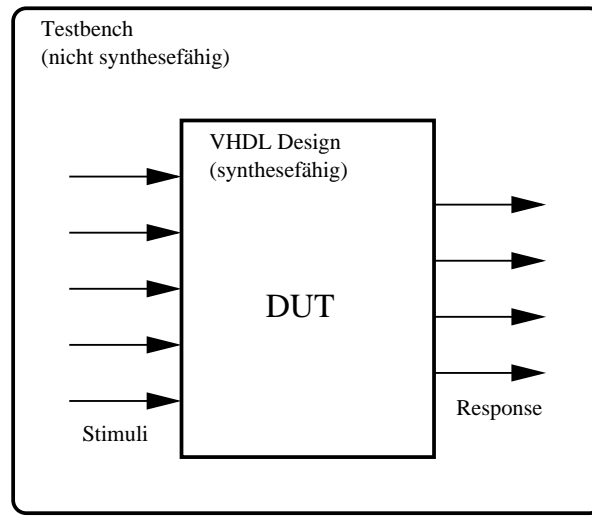 Testbench
(nicht synthesefähig)
VHDL Design
(synthesefähig)
DUT
Stimuli
Response